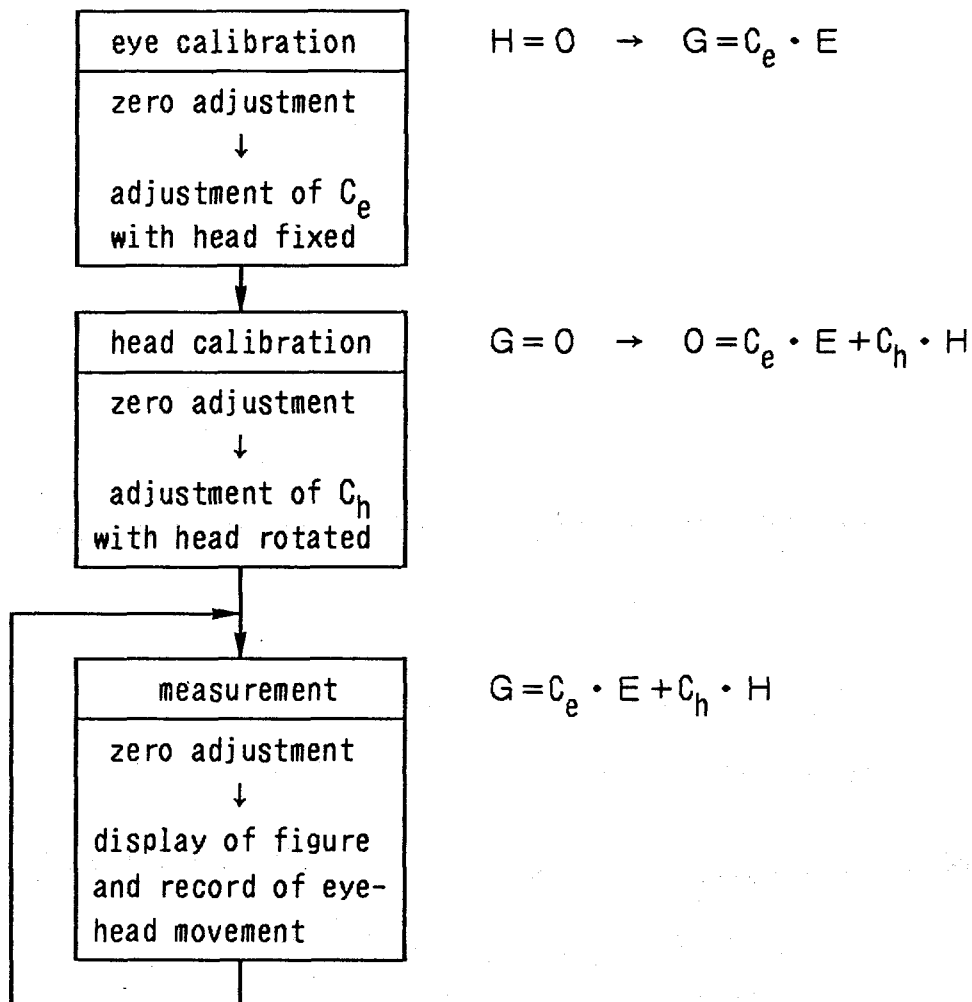 eye calibration
H=O → G=Cₑ・E
zero adjustment
↓
adjustment of Cₑ
with head fixed
head calibration
G=O → O=Cₑ・E+Cₕ・H
zero adjustment
↓
adjustment of Cₕ
with head rotated
measurement
G=Cₑ・E+Cₕ・H
zero adjustment
↓
display of figure
and record of eye-
head movement